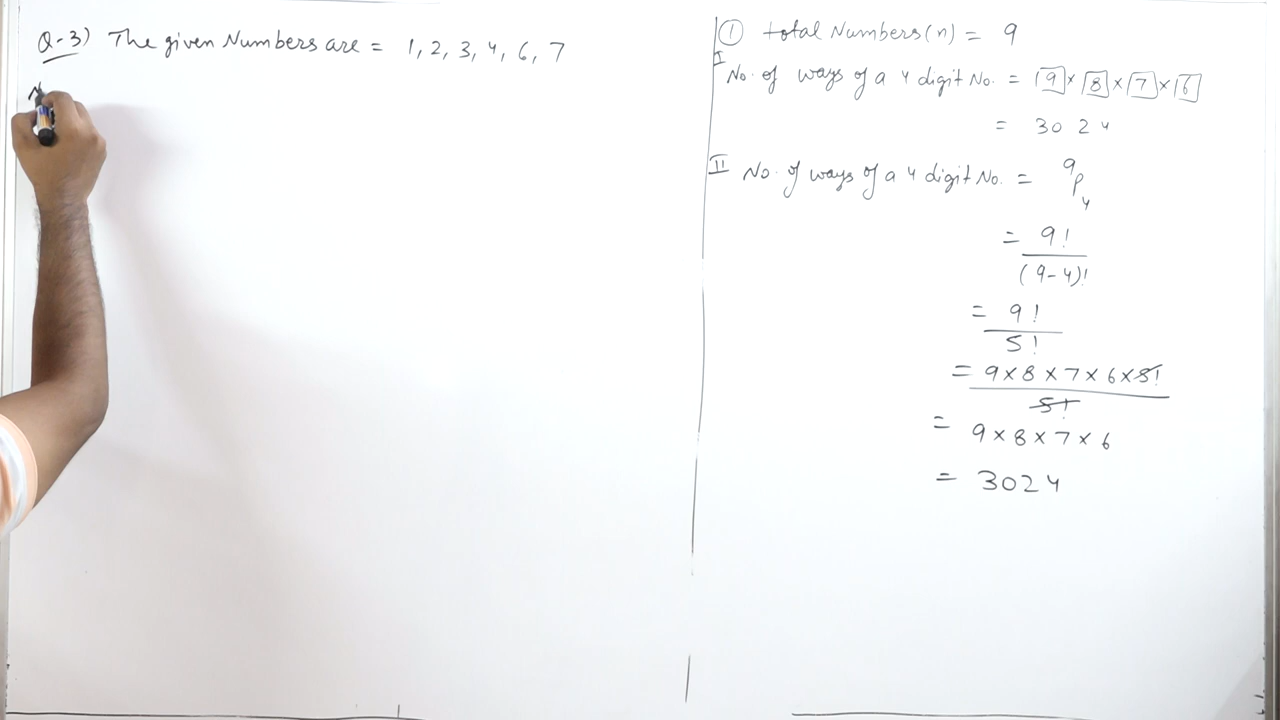 Q-3) The given Numbers are = 1, 2, 3, 4, 6, 7
① total Numbers(n) = 9
I No. of ways of a 4 digit No. = 9 × 8 × 7 × 6
= 3024
II No. of ways of a 4 digit No. = ⁹P₄
= 9!
(9-4)!
= 9!
5!
= 9×8×7×6×5!
5!
= 9×8×7×6
= 3024